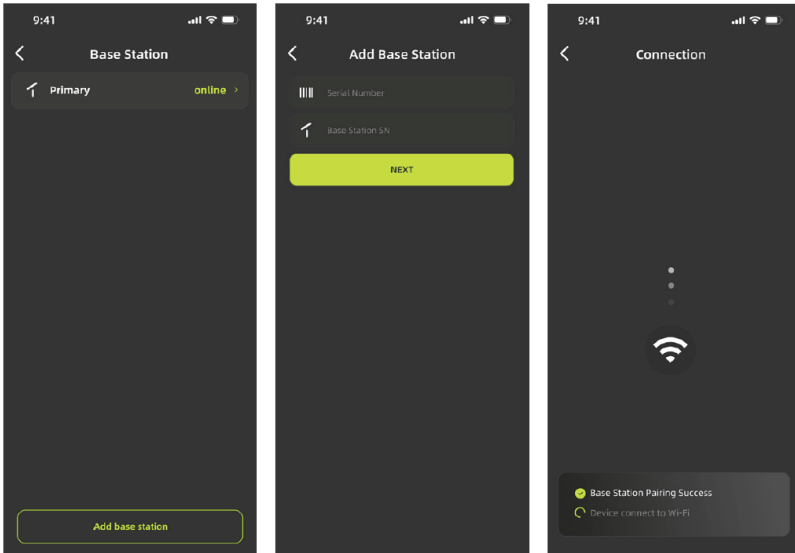 9:41
Base Station
Primary
online
Add base station
9:41
Add Base Station
Serial Number
Base Station SN
NEXT
9:41
Connection
Base Station Pairing Success
Device connect to Wi-Fi